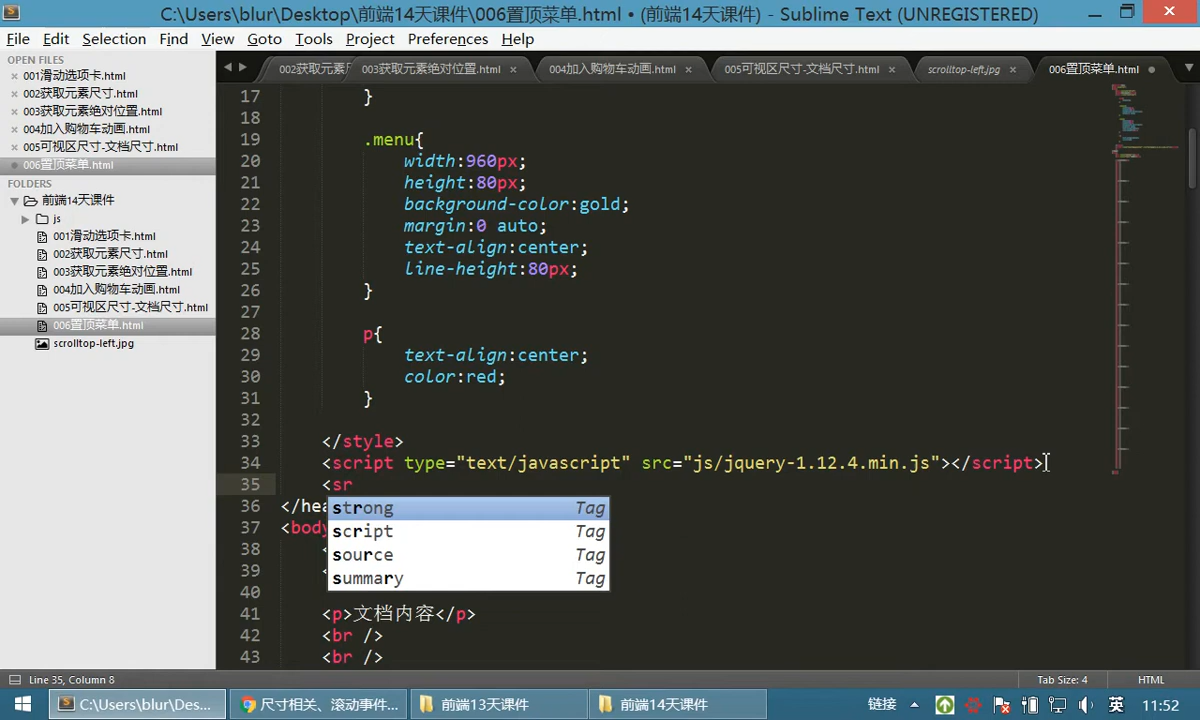 C:\Users\blur\Desktop\前端14天课件\006置顶菜单.html • (前端14天课件) - Sublime Text (UNREGISTERED)
File Edit Selection Find View Goto Tools Project Preferences Help
OPEN FILES
001滑动选项卡.html
002获取元素尺寸.html
003获取元素绝对位置.html
004加入购物车动画.html
005可视区尺寸-文档尺寸.html
006置顶菜单.html
FOLDERS
前端14天课件
js
001滑动选项卡.html
002获取元素尺寸.html
003获取元素绝对位置.html
004加入购物车动画.html
005可视区尺寸-文档尺寸.html
006置顶菜单.html
scrolltop-left.jpg
002获取元素 003获取元素绝对位置.html 004加入购物车动画.html 005可视区尺寸-文档尺寸.html scrolltop-left.jpg 006置顶菜单.html
17 }
18
19 .menu{
20 width:960px;
21 height:80px;
22 background-color:gold;
23 margin:0 auto;
24 text-align:center;
25 line-height:80px;
26 }
27
28 p{
29 text-align:center;
30 color:red;
31 }
32
33 </style>
34 <script type="text/javascript" src="js/jquery-1.12.4.min.js"></script>
35 <sr
36 </hea
37 <body
38 <
39 <
40
41 <p>文档内容</p>
42 <br />
43 <br />
strong Tag
script Tag
source Tag
summary Tag
Line 35, Column 8 Tab Size: 4 HTML
C:\Users\blur\Des... 尺寸相关、滚动事件... 前端13天课件 前端14天课件 链接 英 11:52